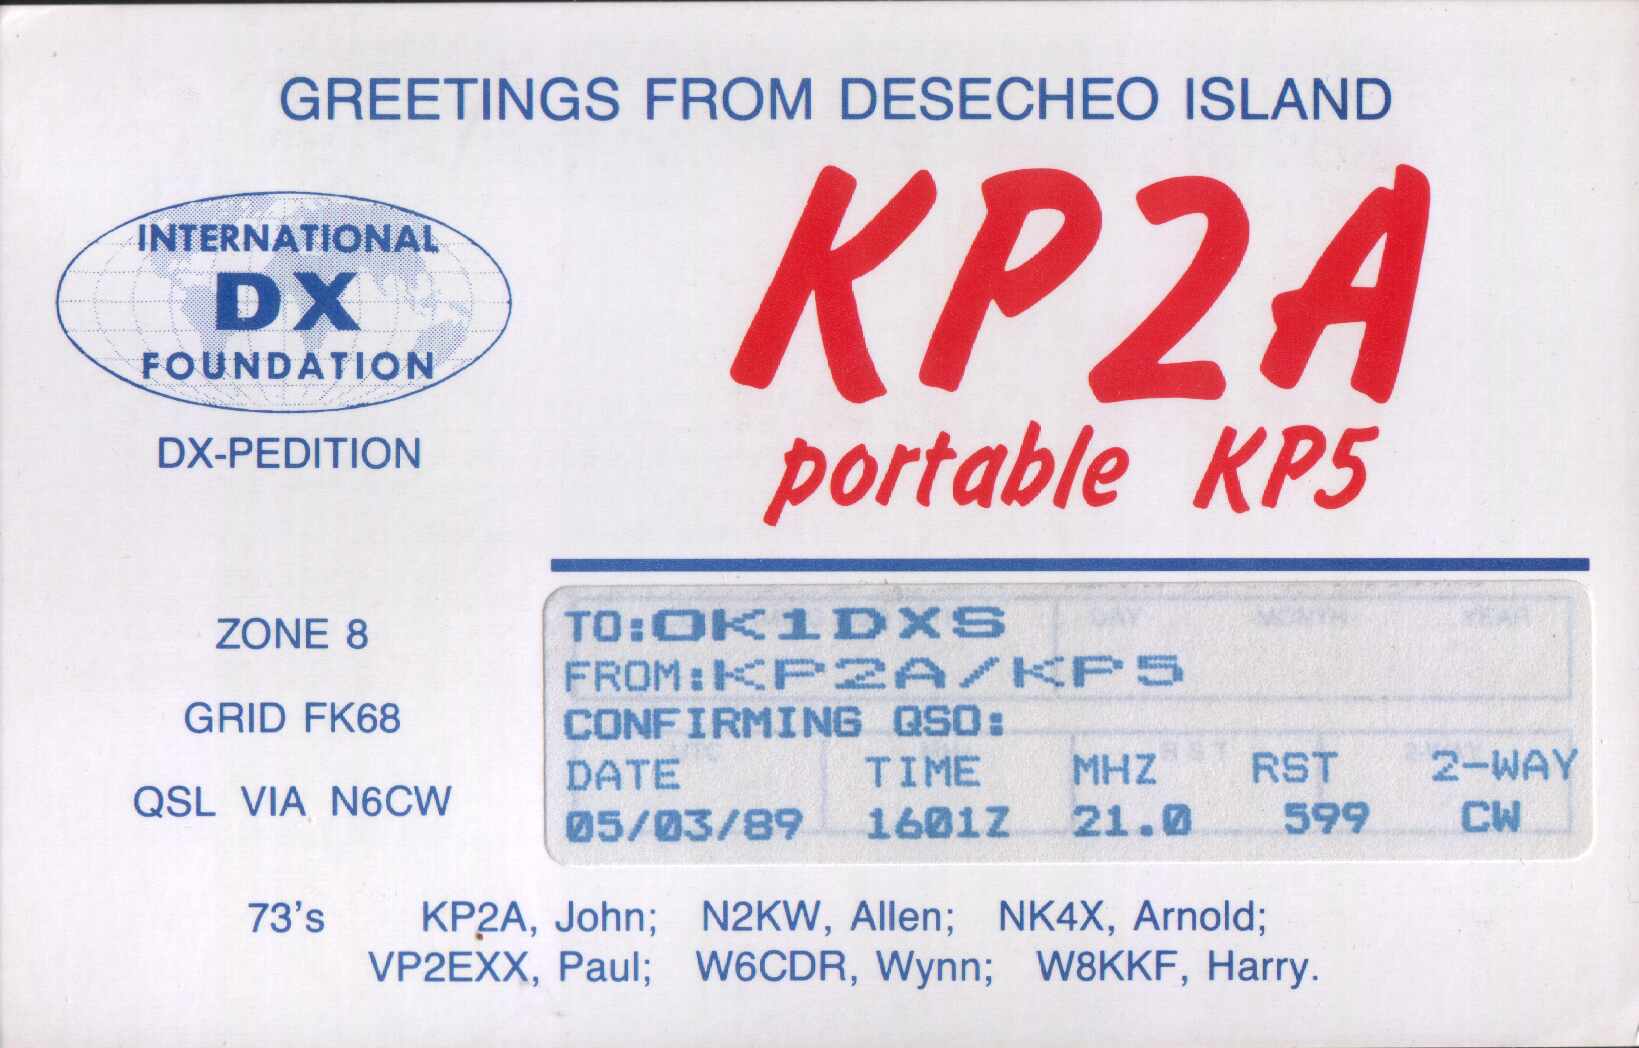 GREETINGS FROM DESECHEO ISLAND
KP2A
portable KP5
INTERNATIONAL
DX
FOUNDATION
DX-PEDITION
ZONE 8
GRID FK68
QSL VIA N6CW
TO:OK1DXS
FROM:KP2A/KP5
CONFIRMING QSO:
DATE TIME MHZ RST 2-WAY
05/03/89 1601Z 21.0 599 CW
73's KP2A, John; N2KW, Allen; NK4X, Arnold;
VP2EXX, Paul; W6CDR, Wynn; W8KKF, Harry.